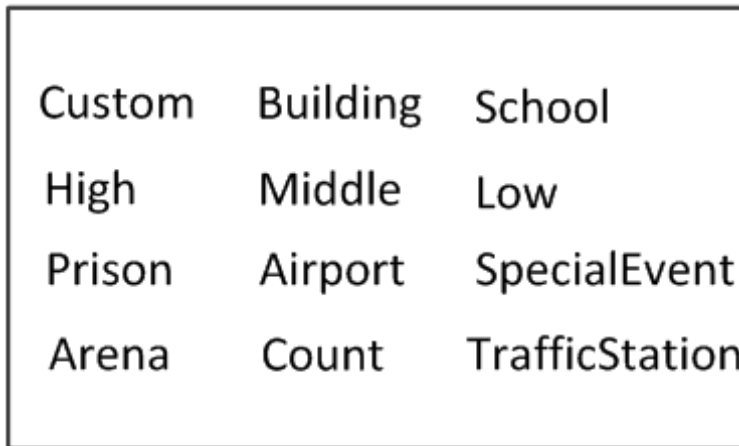 Custom Building School
High Middle Low
Prison Airport SpecialEvent
Arena Count TrafficStation